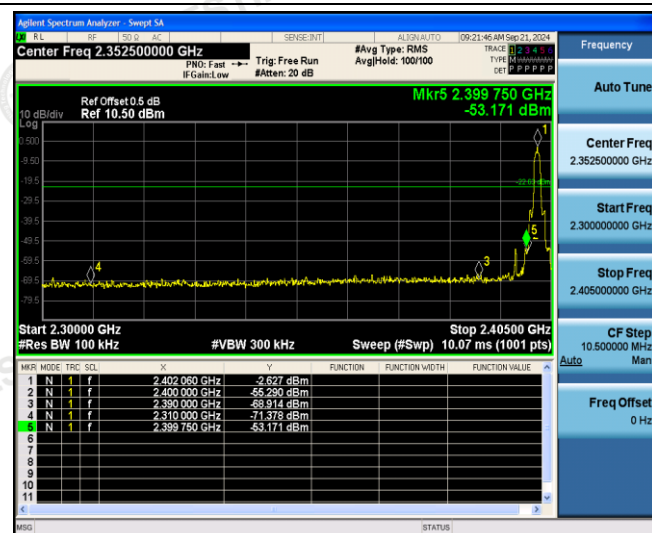 Agilent Spectrum Analyzer - Swept SA
RL RF 50 Ω AC SENSE:INT ALIGN AUTO 09:21:46 AM Sep 21, 2024
Center Freq 2.352500000 GHz
PNO: Fast
IFGain:Low
Trig: Free Run
#Atten: 20 dB
#Avg Type: RMS
Avg|Hold: 100/100
TRACE 1 2 3 4 5 6
TYPE M
DET P P P P P P
Ref Offset 0.5 dB
10 dB/div Ref 10.50 dBm
Log
Mkr5 2.399 750 GHz
-53.171 dBm
0.500
-9.50
-19.5
-29.5
-39.5
-49.5
-59.5
-69.5
-79.5
1
5
3
4
Start 2.30000 GHz Stop 2.40500 GHz
#Res BW 100 kHz #VBW 300 kHz Sweep (#Swp) 10.07 ms (1001 pts)
MKR MODE TRC SCL X Y FUNCTION FUNCTION WIDTH FUNCTION VALUE
1 N 1 f 2.402 060 GHz -2.627 dBm
2 N 1 f 2.400 000 GHz -55.290 dBm
3 N 1 f 2.390 000 GHz -68.914 dBm
4 N 1 f 2.310 000 GHz -71.378 dBm
5 N 1 f 2.399 750 GHz -53.171 dBm
6
7
8
9
10
11
MSG STATUS
Frequency
Auto Tune
Center Freq
2.352500000 GHz
Start Freq
2.300000000 GHz
Stop Freq
2.405000000 GHz
CF Step
10.500000 MHz
Auto Man
Freq Offset
0 Hz